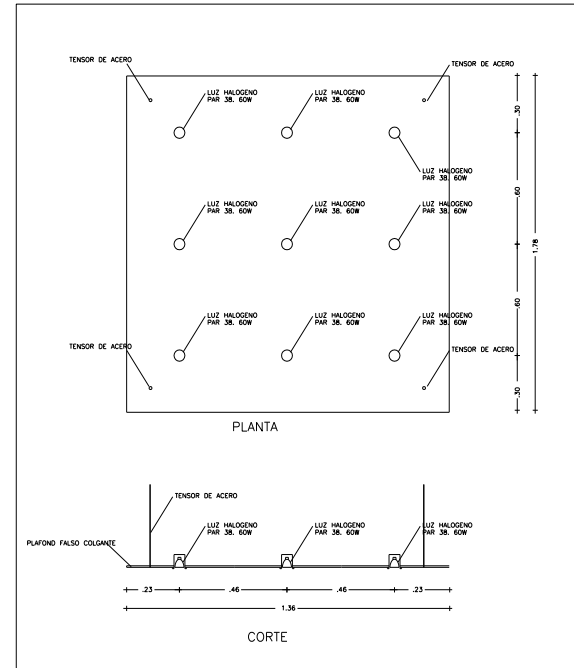 TENSOR DE ACERO
TENSOR DE ACERO
LUZ HALOGENO
PAR 38. 60W
LUZ HALOGENO
PAR 38. 60W
LUZ HALOGENO
PAR 38. 60W
.30
LUZ HALOGENO
PAR 38. 60W
LUZ HALOGENO
PAR 38. 60W
LUZ HALOGENO
PAR 38. 60W
.60
1.78
LUZ HALOGENO
PAR 38. 60W
LUZ HALOGENO
PAR 38. 60W
LUZ HALOGENO
PAR 38. 60W
.60
TENSOR DE ACERO
TENSOR DE ACERO
.30
PLANTA
TENSOR DE ACERO
LUZ HALOGENO
PAR 38. 60W
LUZ HALOGENO
PAR 38. 60W
LUZ HALOGENO
PAR 38. 60W
PLAFOND FALSO COLGANTE
.23
.46
.46
.23
1.36
CORTE